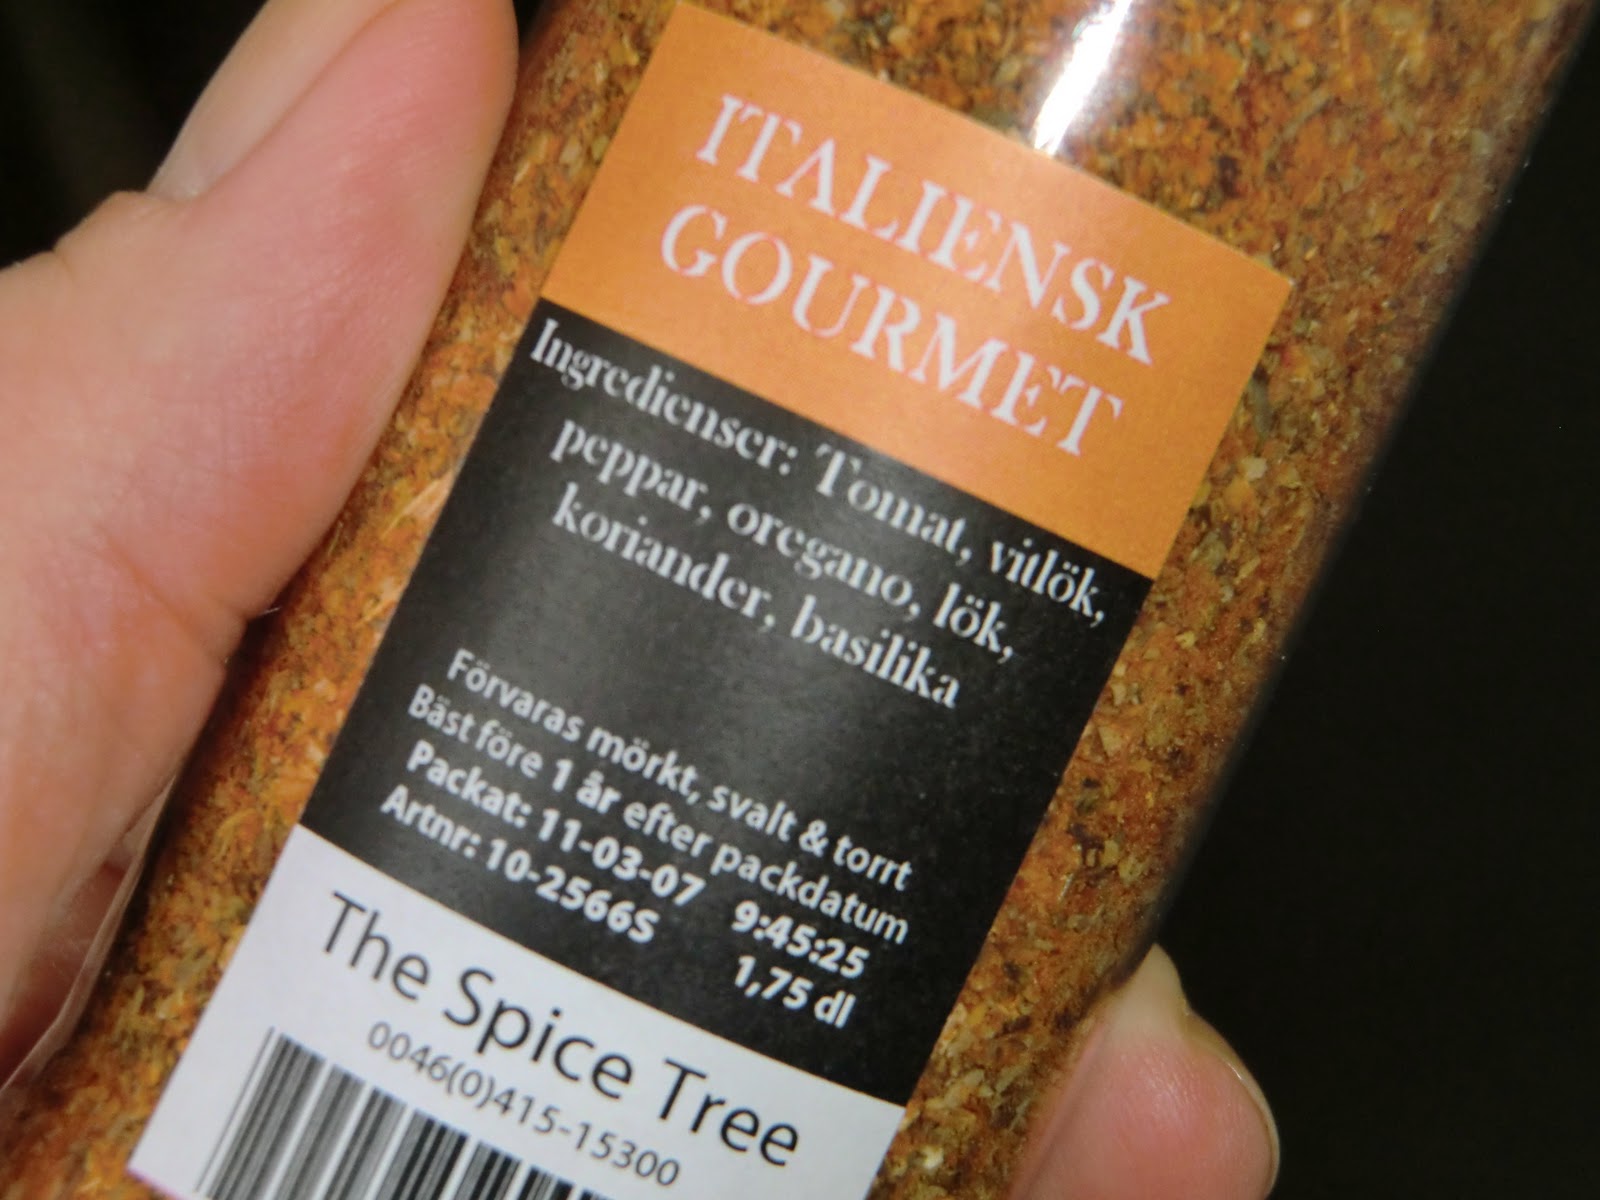 ITALIENSK
GOURMET
Ingredienser: Tomat, vitlök,
peppar, oregano, lök,
koriander, basilika
Förvaras mörkt, svalt & torrt
Bäst före 1 år efter packdatum
Packat: 11-03-07 9:45:25
Artnr: 10-2566S 1,75 dl
The Spice Tree
0046(0)415-15300